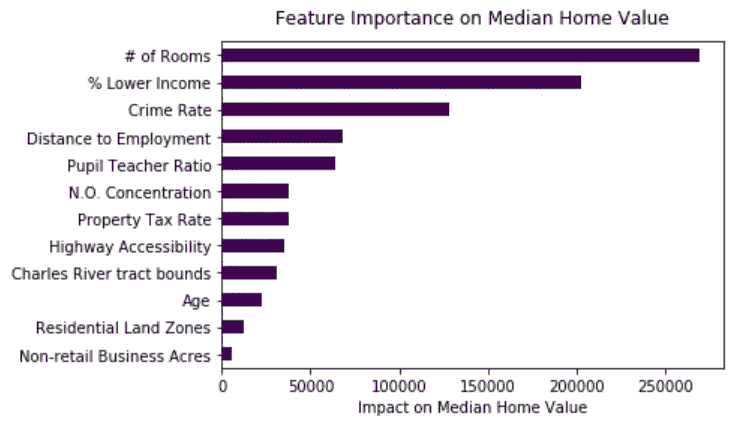 Feature Importance on Median Home Value
# of Rooms
% Lower Income
Crime Rate
Distance to Employment
Pupil Teacher Ratio
N.O. Concentration
Property Tax Rate
Highway Accessibility
Charles River tract bounds
Age
Residential Land Zones
Non-retail Business Acres
0 50000 100000 150000 200000 250000
Impact on Median Home Value